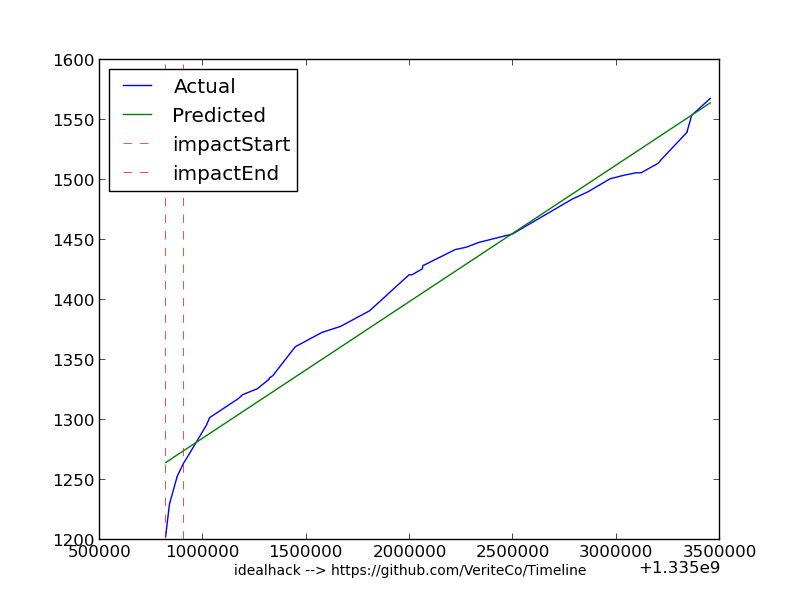 1600
1550
1500
1450
1400
1350
1300
1250
1200
Actual
Predicted
impactStart
impactEnd
500000 1000000 1500000 2000000 2500000 3000000 3500000
+1.335e9
idealhack --> https://github.com/VeriteCo/Timeline